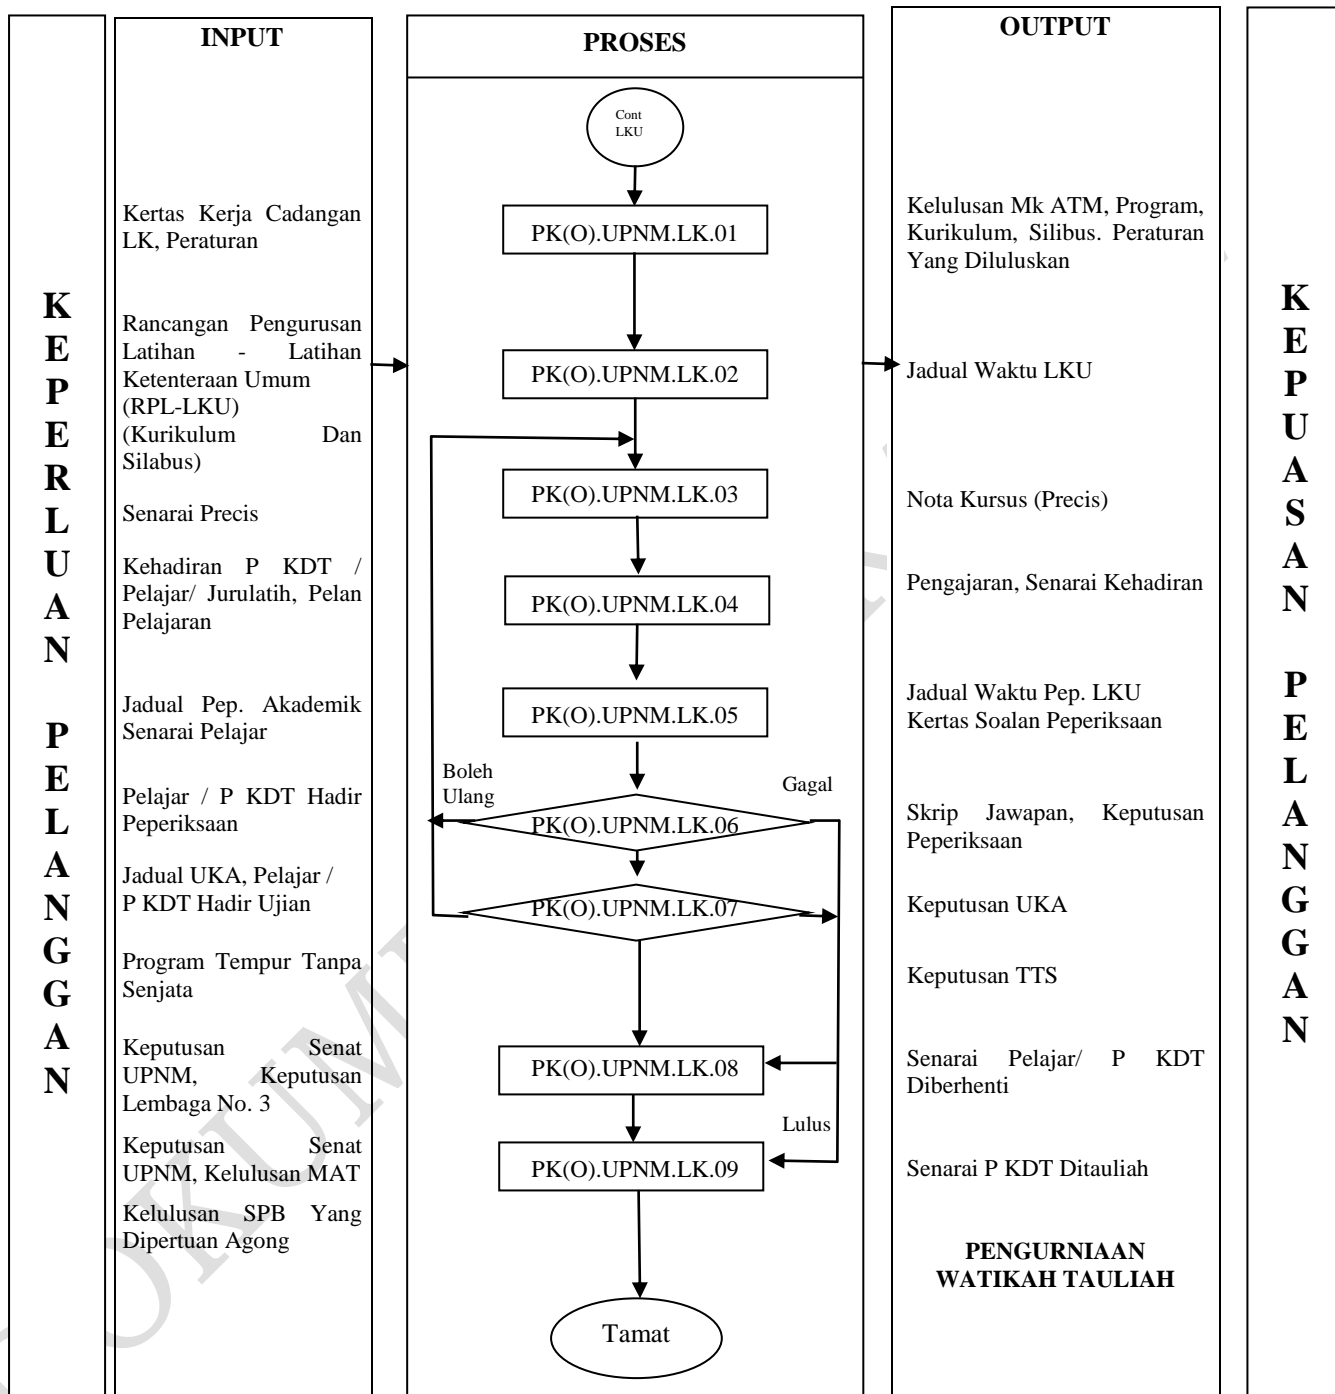 KEPERLUAN PELANGGAN
INPUT
Kertas Kerja Cadangan
LK, Peraturan
Rancangan Pengurusan
Latihan - Latihan
Ketenteraan Umum
(RPL-LKU)
(Kurikulum Dan
Silabus)
Senarai Precis
Kehadiran P KDT /
Pelajar/ Jurulatih, Pelan
Pelajaran
Jadual Pep. Akademik
Senarai Pelajar
Pelajar / P KDT Hadir
Peperiksaan
Jadual UKA, Pelajar /
P KDT Hadir Ujian
Program Tempur Tanpa
Senjata
Keputusan Senat
UPNM, Keputusan
Lembaga No. 3
Keputusan Senat
UPNM, Kelulusan MAT
Kelulusan SPB Yang
Dipertuan Agong
PROSES
Cont
LKU
PK(O).UPNM.LK.01
PK(O).UPNM.LK.02
PK(O).UPNM.LK.03
PK(O).UPNM.LK.04
PK(O).UPNM.LK.05
Boleh
Ulang
Gagal
PK(O).UPNM.LK.06
PK(O).UPNM.LK.07
PK(O).UPNM.LK.08
Lulus
PK(O).UPNM.LK.09
Tamat
OUTPUT
Kelulusan Mk ATM, Program,
Kurikulum, Silibus. Peraturan
Yang Diluluskan
Jadual Waktu LKU
Nota Kursus (Precis)
Pengajaran, Senarai Kehadiran
Jadual Waktu Pep. LKU
Kertas Soalan Peperiksaan
Skrip Jawapan, Keputusan
Peperiksaan
Keputusan UKA
Keputusan TTS
Senarai Pelajar/ P KDT
Diberhenti
Senarai P KDT Ditauliah
PENGURNIAAN
WATIKAH TAULIAH
KEPUASAN PELANGGAN